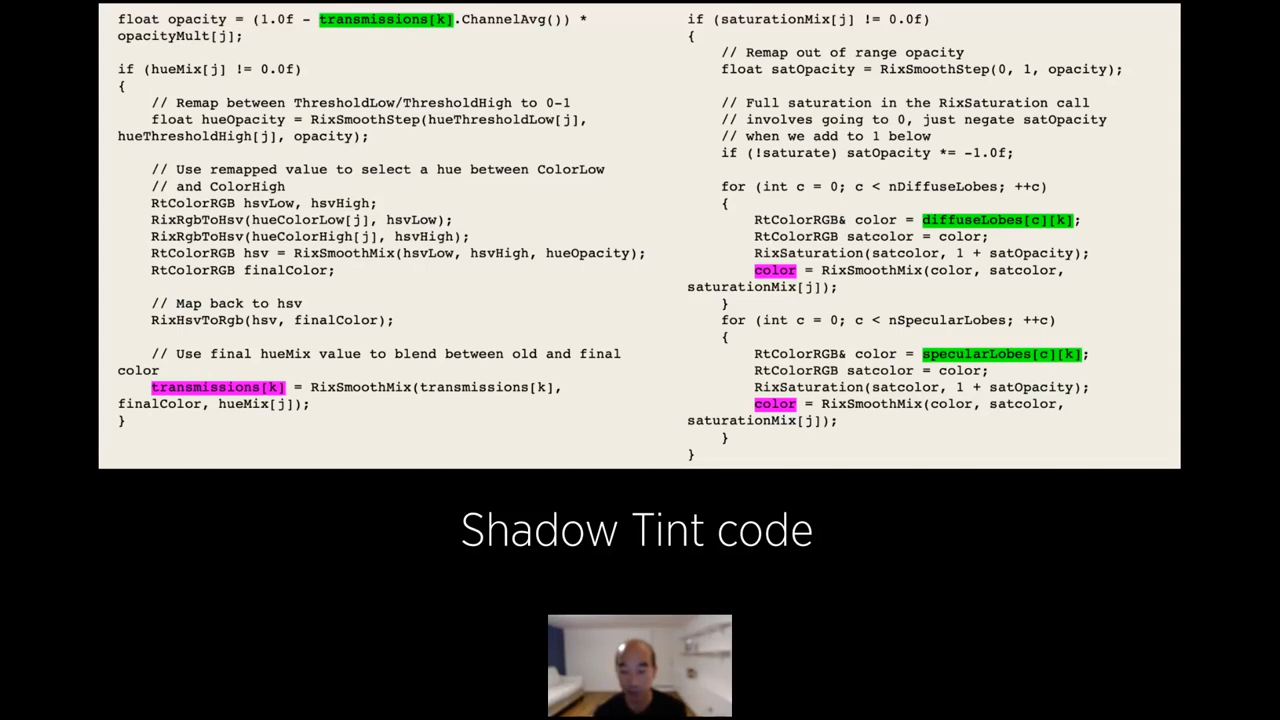 float opacity = (1.0f - transmissions[k].ChannelAvg()) *
opacityMult[j];
if (hueMix[j] != 0.0f)
{
// Remap between ThresholdLow/ThresholdHigh to 0-1
float hueOpacity = RixSmoothStep(hueThresholdLow[j],
hueThresholdHigh[j], opacity);
// Use remapped value to select a hue between ColorLow
// and ColorHigh
RtColorRGB hsvLow, hsvHigh;
RixRgbToHsv(hueColorLow[j], hsvLow);
RixRgbToHsv(hueColorHigh[j], hsvHigh);
RtColorRGB hsv = RixSmoothMix(hsvLow, hsvHigh, hueOpacity);
RtColorRGB finalColor;
// Map back to hsv
RixHsvToRgb(hsv, finalColor);
// Use final hueMix value to blend between old and final
color
transmissions[k] = RixSmoothMix(transmissions[k],
finalColor, hueMix[j]);
}
if (saturationMix[j] != 0.0f)
{
// Remap out of range opacity
float satOpacity = RixSmoothStep(0, 1, opacity);
// Full saturation in the RixSaturation call
// involves going to 0, just negate satOpacity
// when we add to 1 below
if (!saturate) satOpacity *= -1.0f;
for (int c = 0; c < nDiffuseLobes; ++c)
{
RtColorRGB& color = diffuseLobes[c][k];
RtColorRGB satcolor = color;
RixSaturation(satcolor, 1 + satOpacity);
color = RixSmoothMix(color, satcolor,
saturationMix[j]);
}
for (int c = 0; c < nSpecularLobes; ++c)
{
RtColorRGB& color = specularLobes[c][k];
RtColorRGB satcolor = color;
RixSaturation(satcolor, 1 + satOpacity);
color = RixSmoothMix(color, satcolor,
saturationMix[j]);
}
}
Shadow Tint code